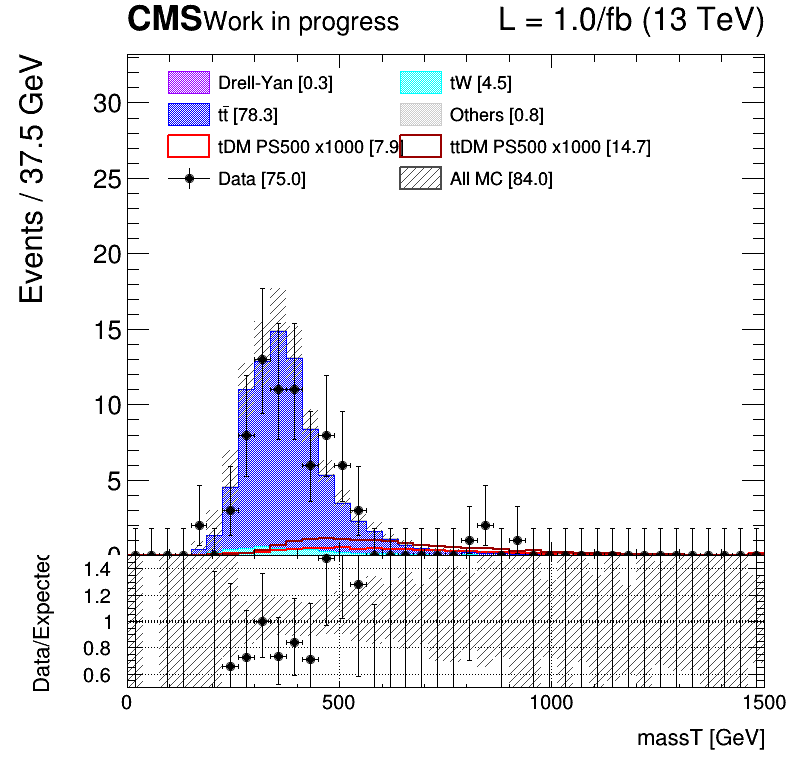 CMS Work in progress L = 1.0/fb (13 TeV)
Events / 37.5 GeV
30
25
20
15
10
5
0
Drell-Yan [0.3] tW [4.5]
tt̄ [78.3] Others [0.8]
tDM PS500 x1000 [7.9 ttDM PS500 x1000 [14.7]
Data [75.0] All MC [84.0]
Data/Expected
1.4
1.2
1
0.8
0.6
0 500 1000 1500
massT [GeV]